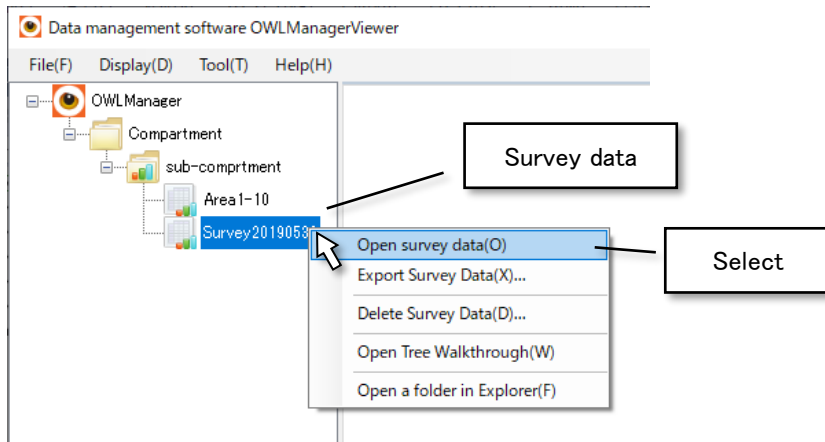 Data management software OWLManagerViewer
File(F) Display(D) Tool(T) Help(H)
OWLManager
Compartment
sub-comprtment
Area1-10
Survey2019053
Survey data
Open survey data(O)
Export Survey Data(X)...
Delete Survey Data(D)...
Open Tree Walkthrough(W)
Open a folder in Explorer(F)
Select